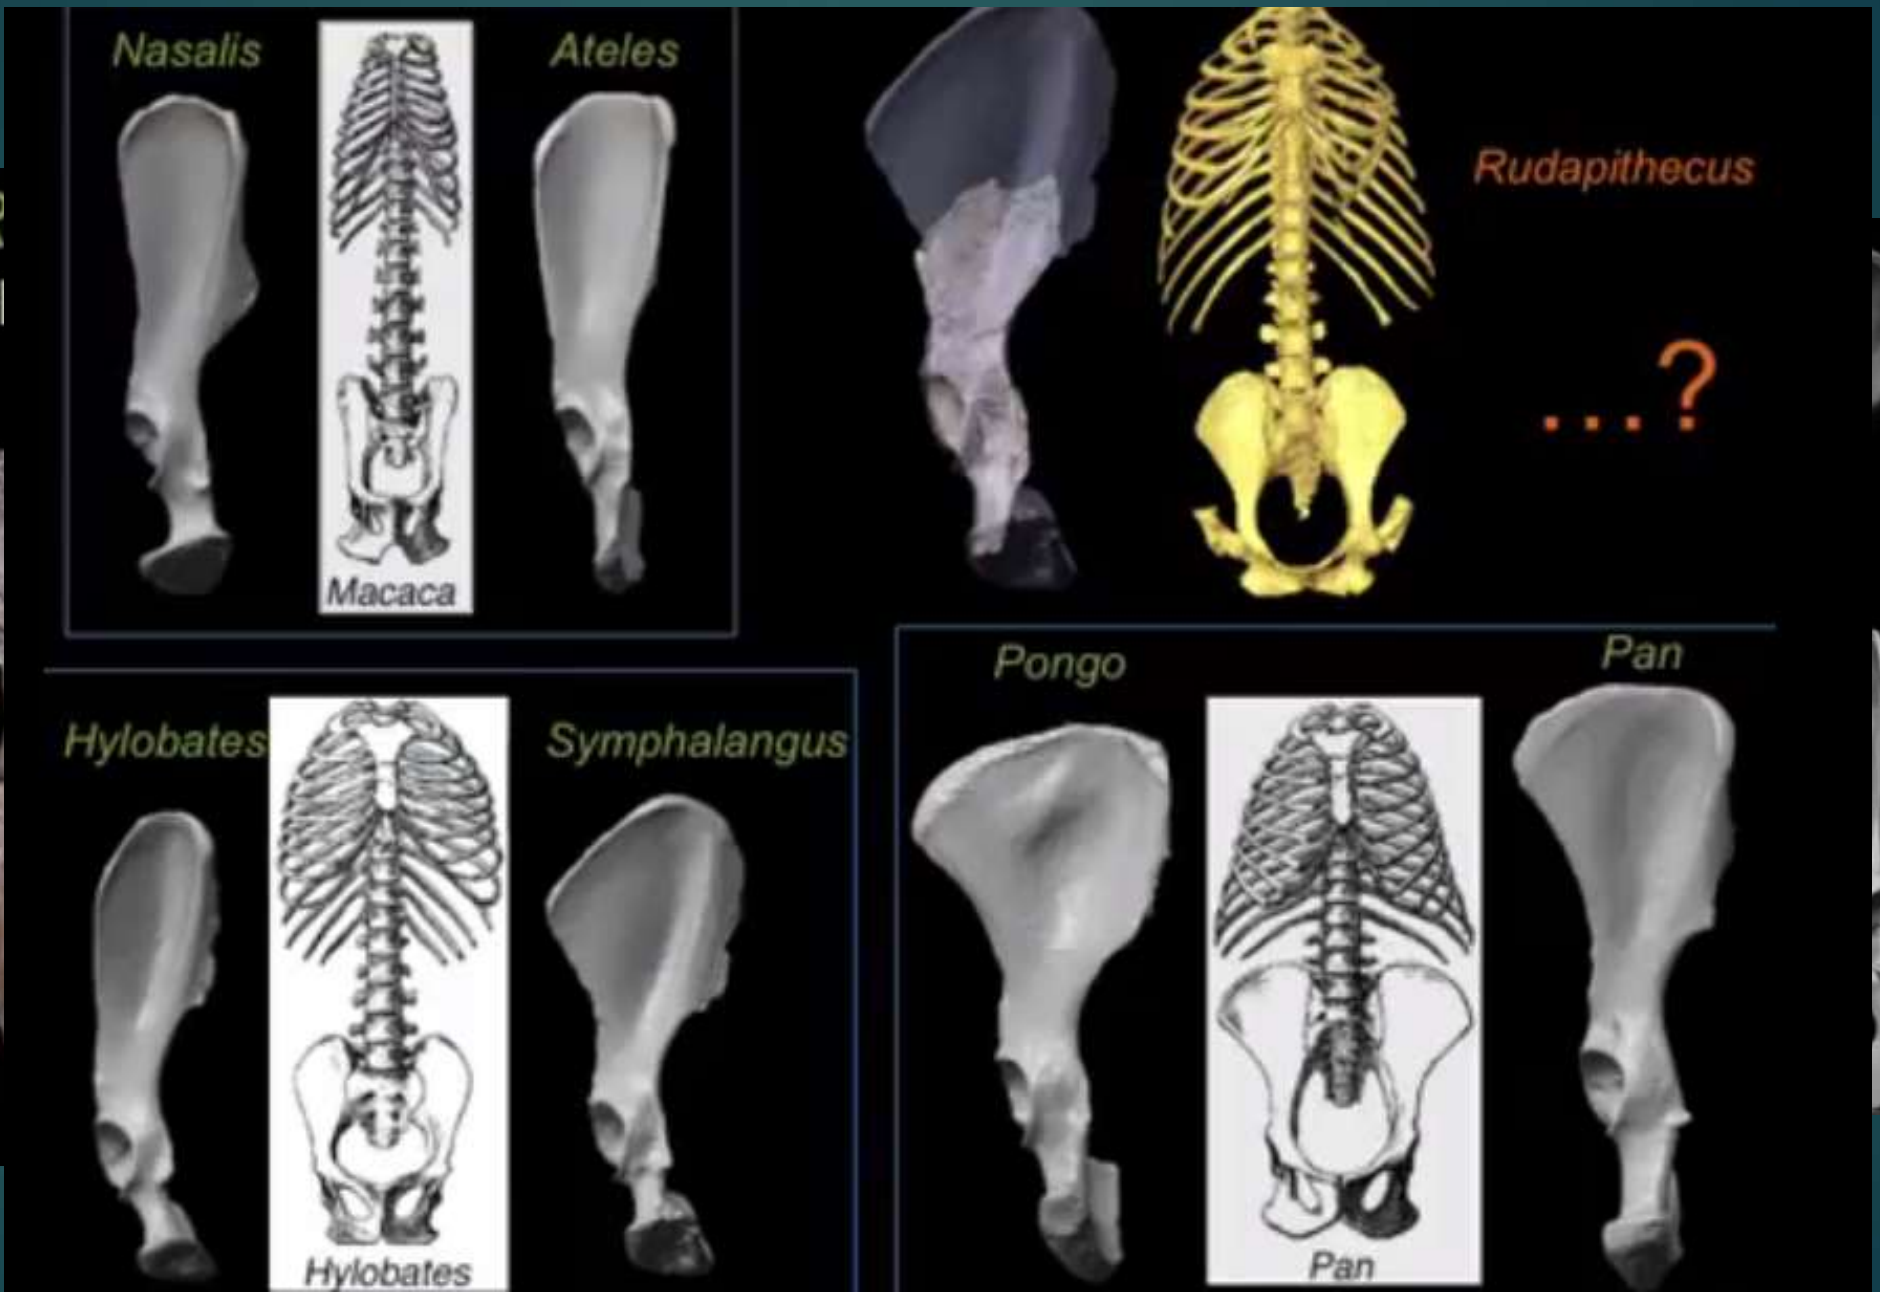 Nasalis
Ateles
Macaca
Rudapithecus
...?
Hylobates
Symphalangus
Hylobates
Pongo
Pan
Pan